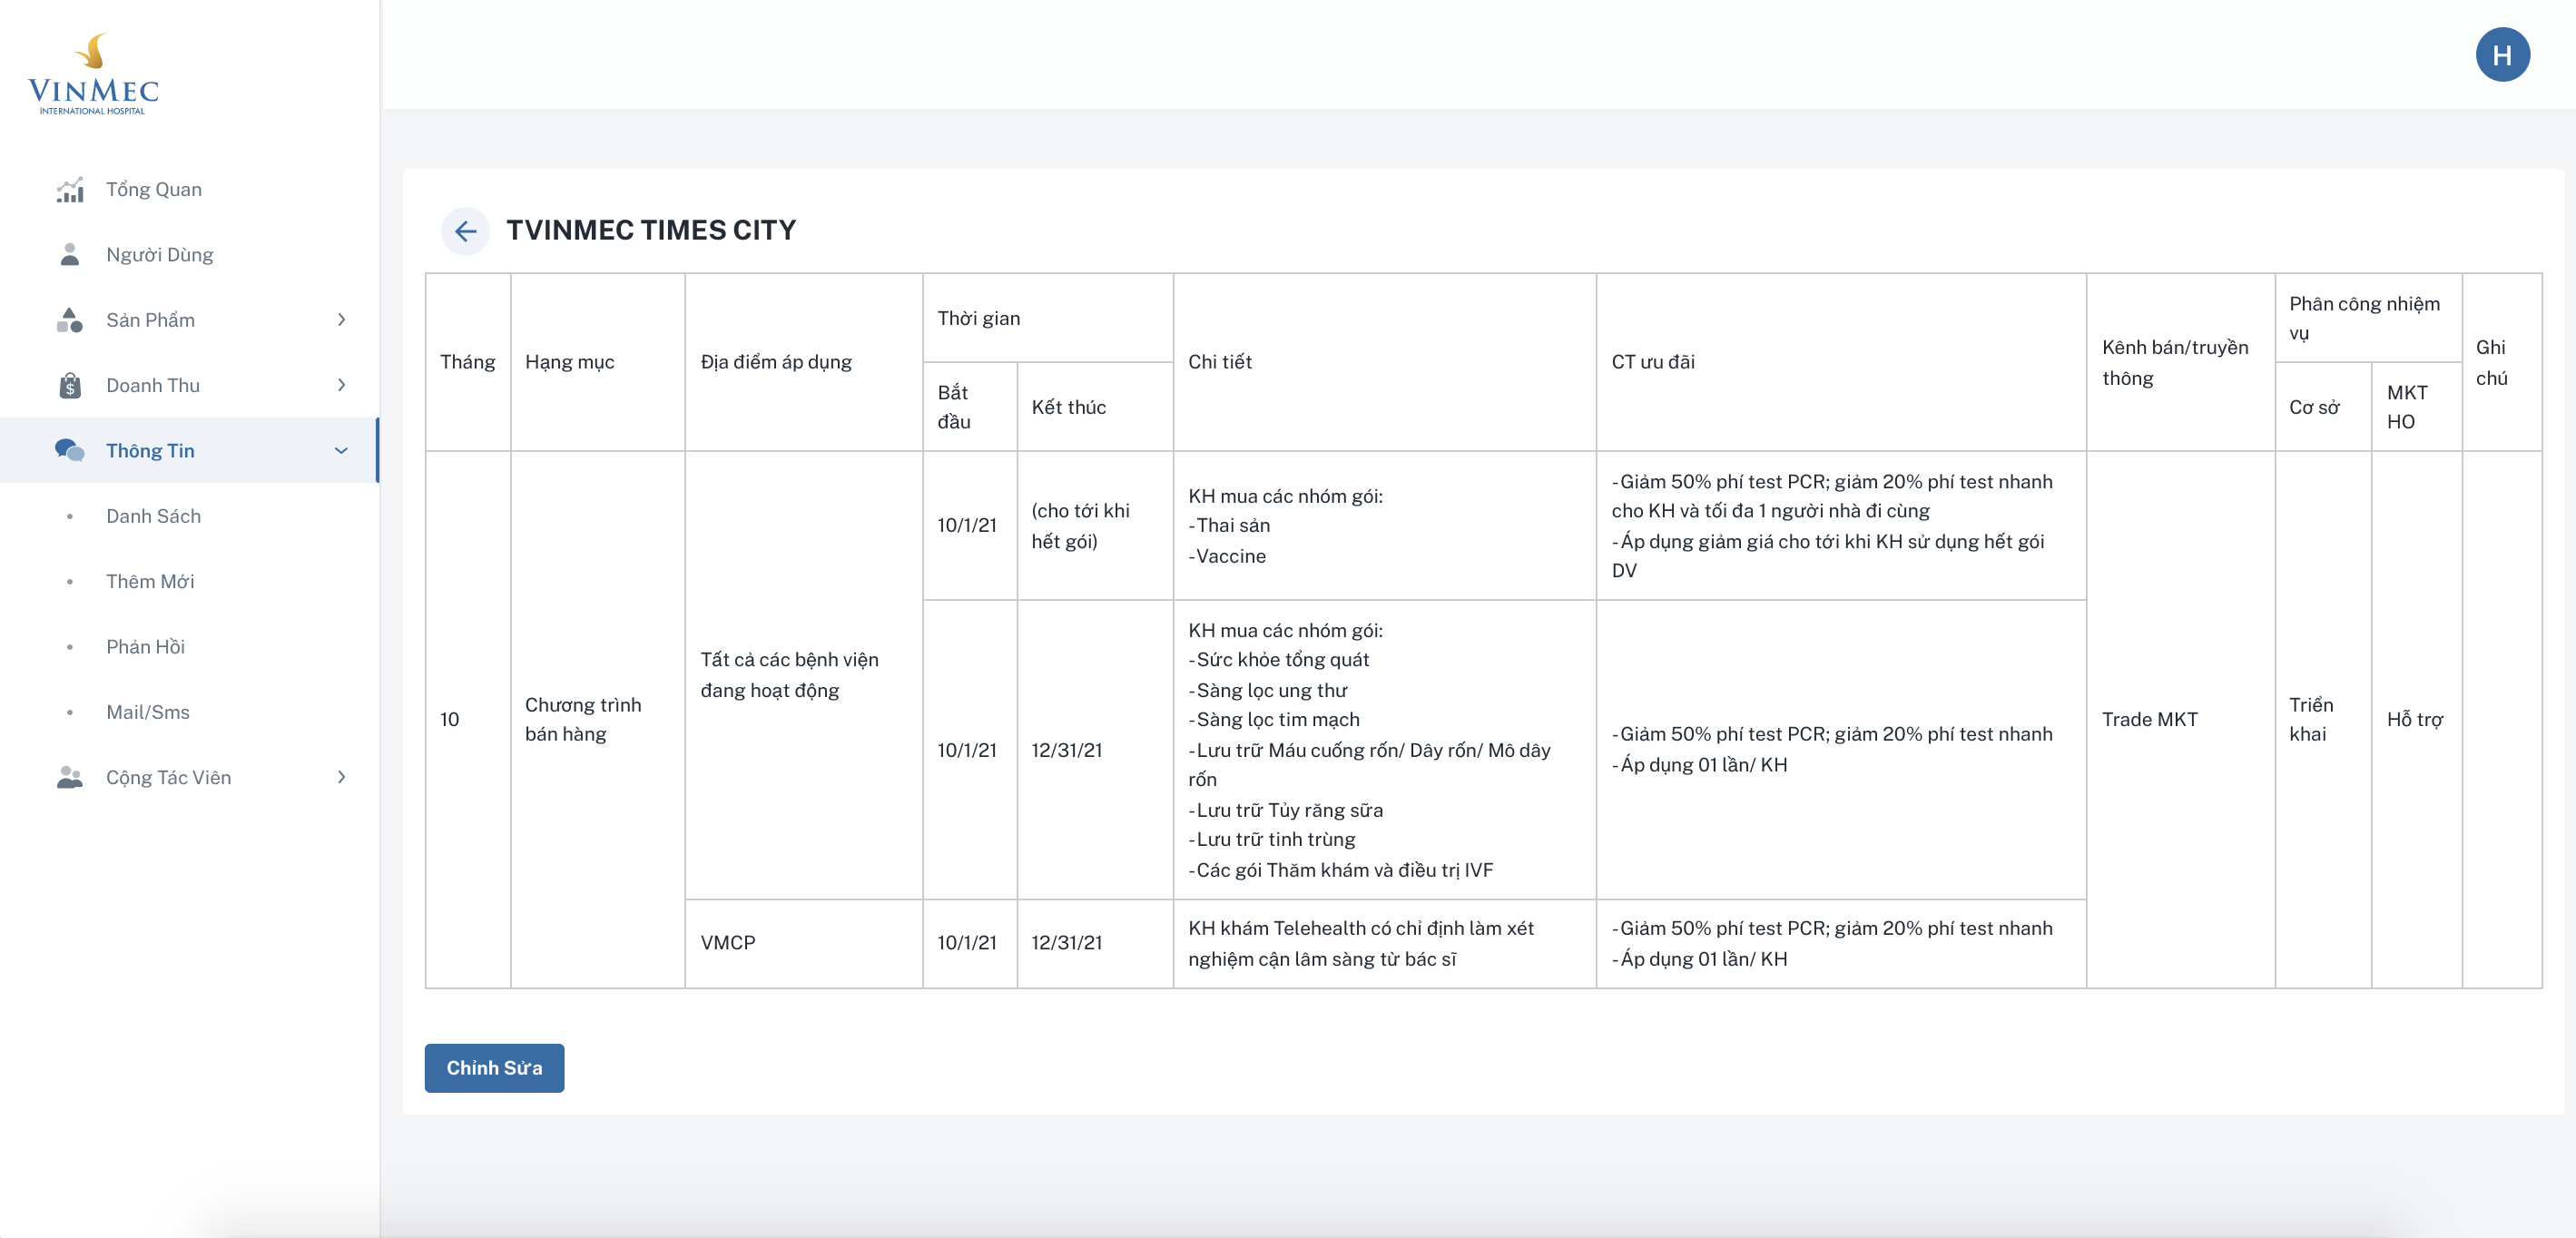 VINMEC
INTERNATIONAL HOSPITAL
H
Tổng Quan
Người Dùng
Sản Phẩm
Doanh Thu
Thông Tin
Danh Sách
Thêm Mới
Phản Hồi
Mail/Sms
Cộng Tác Viên
TVINMEC TIMES CITY
Tháng
Hạng mục
Địa điểm áp dụng
Thời gian
Chi tiết
CT ưu đãi
Kênh bán/truyền
thông
Phân công nhiệm
vụ
Ghi
chú
Bắt
đầu
Kết thúc
Cơ sở
MKT
HO
10
Chương trình
bán hàng
Tất cả các bệnh viện
đang hoạt động
10/1/21
(cho tới khi
hết gói)
KH mua các nhóm gói:
-Thai sản
-Vaccine
-Giảm 50% phí test PCR; giảm 20% phí test nhanh
cho KH và tối đa 1 người nhà đi cùng
-Áp dụng giảm giá cho tới khi KH sử dụng hết gói
DV
Trade MKT
Triển
khai
Hỗ trợ
10/1/21
12/31/21
KH mua các nhóm gói:
-Sức khỏe tổng quát
-Sàng lọc ung thư
-Sàng lọc tim mạch
-Lưu trữ Máu cuống rốn/ Dây rốn/ Mô dây
rốn
-Lưu trữ Tủy răng sữa
-Lưu trữ tinh trùng
-Các gói Thăm khám và điều trị IVF
-Giảm 50% phí test PCR; giảm 20% phí test nhanh
-Áp dụng 01 lần/ KH
VMCP
10/1/21
12/31/21
KH khám Telehealth có chỉ định làm xét
nghiệm cận lâm sàng từ bác sĩ
-Giảm 50% phí test PCR; giảm 20% phí test nhanh
-Áp dụng 01 lần/ KH
Chỉnh Sửa